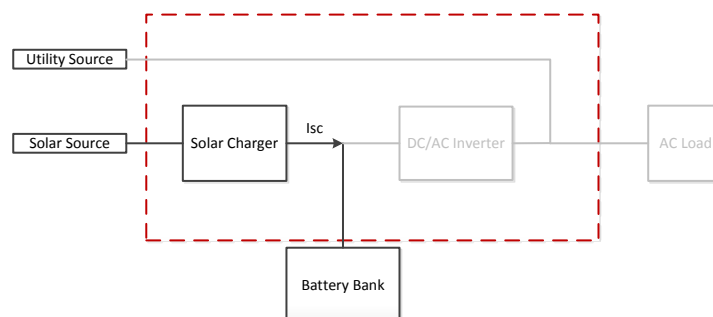 Utility Source
Isc
Solar Source
Solar Charger
DC/AC Inverter
AC Load
Battery Bank